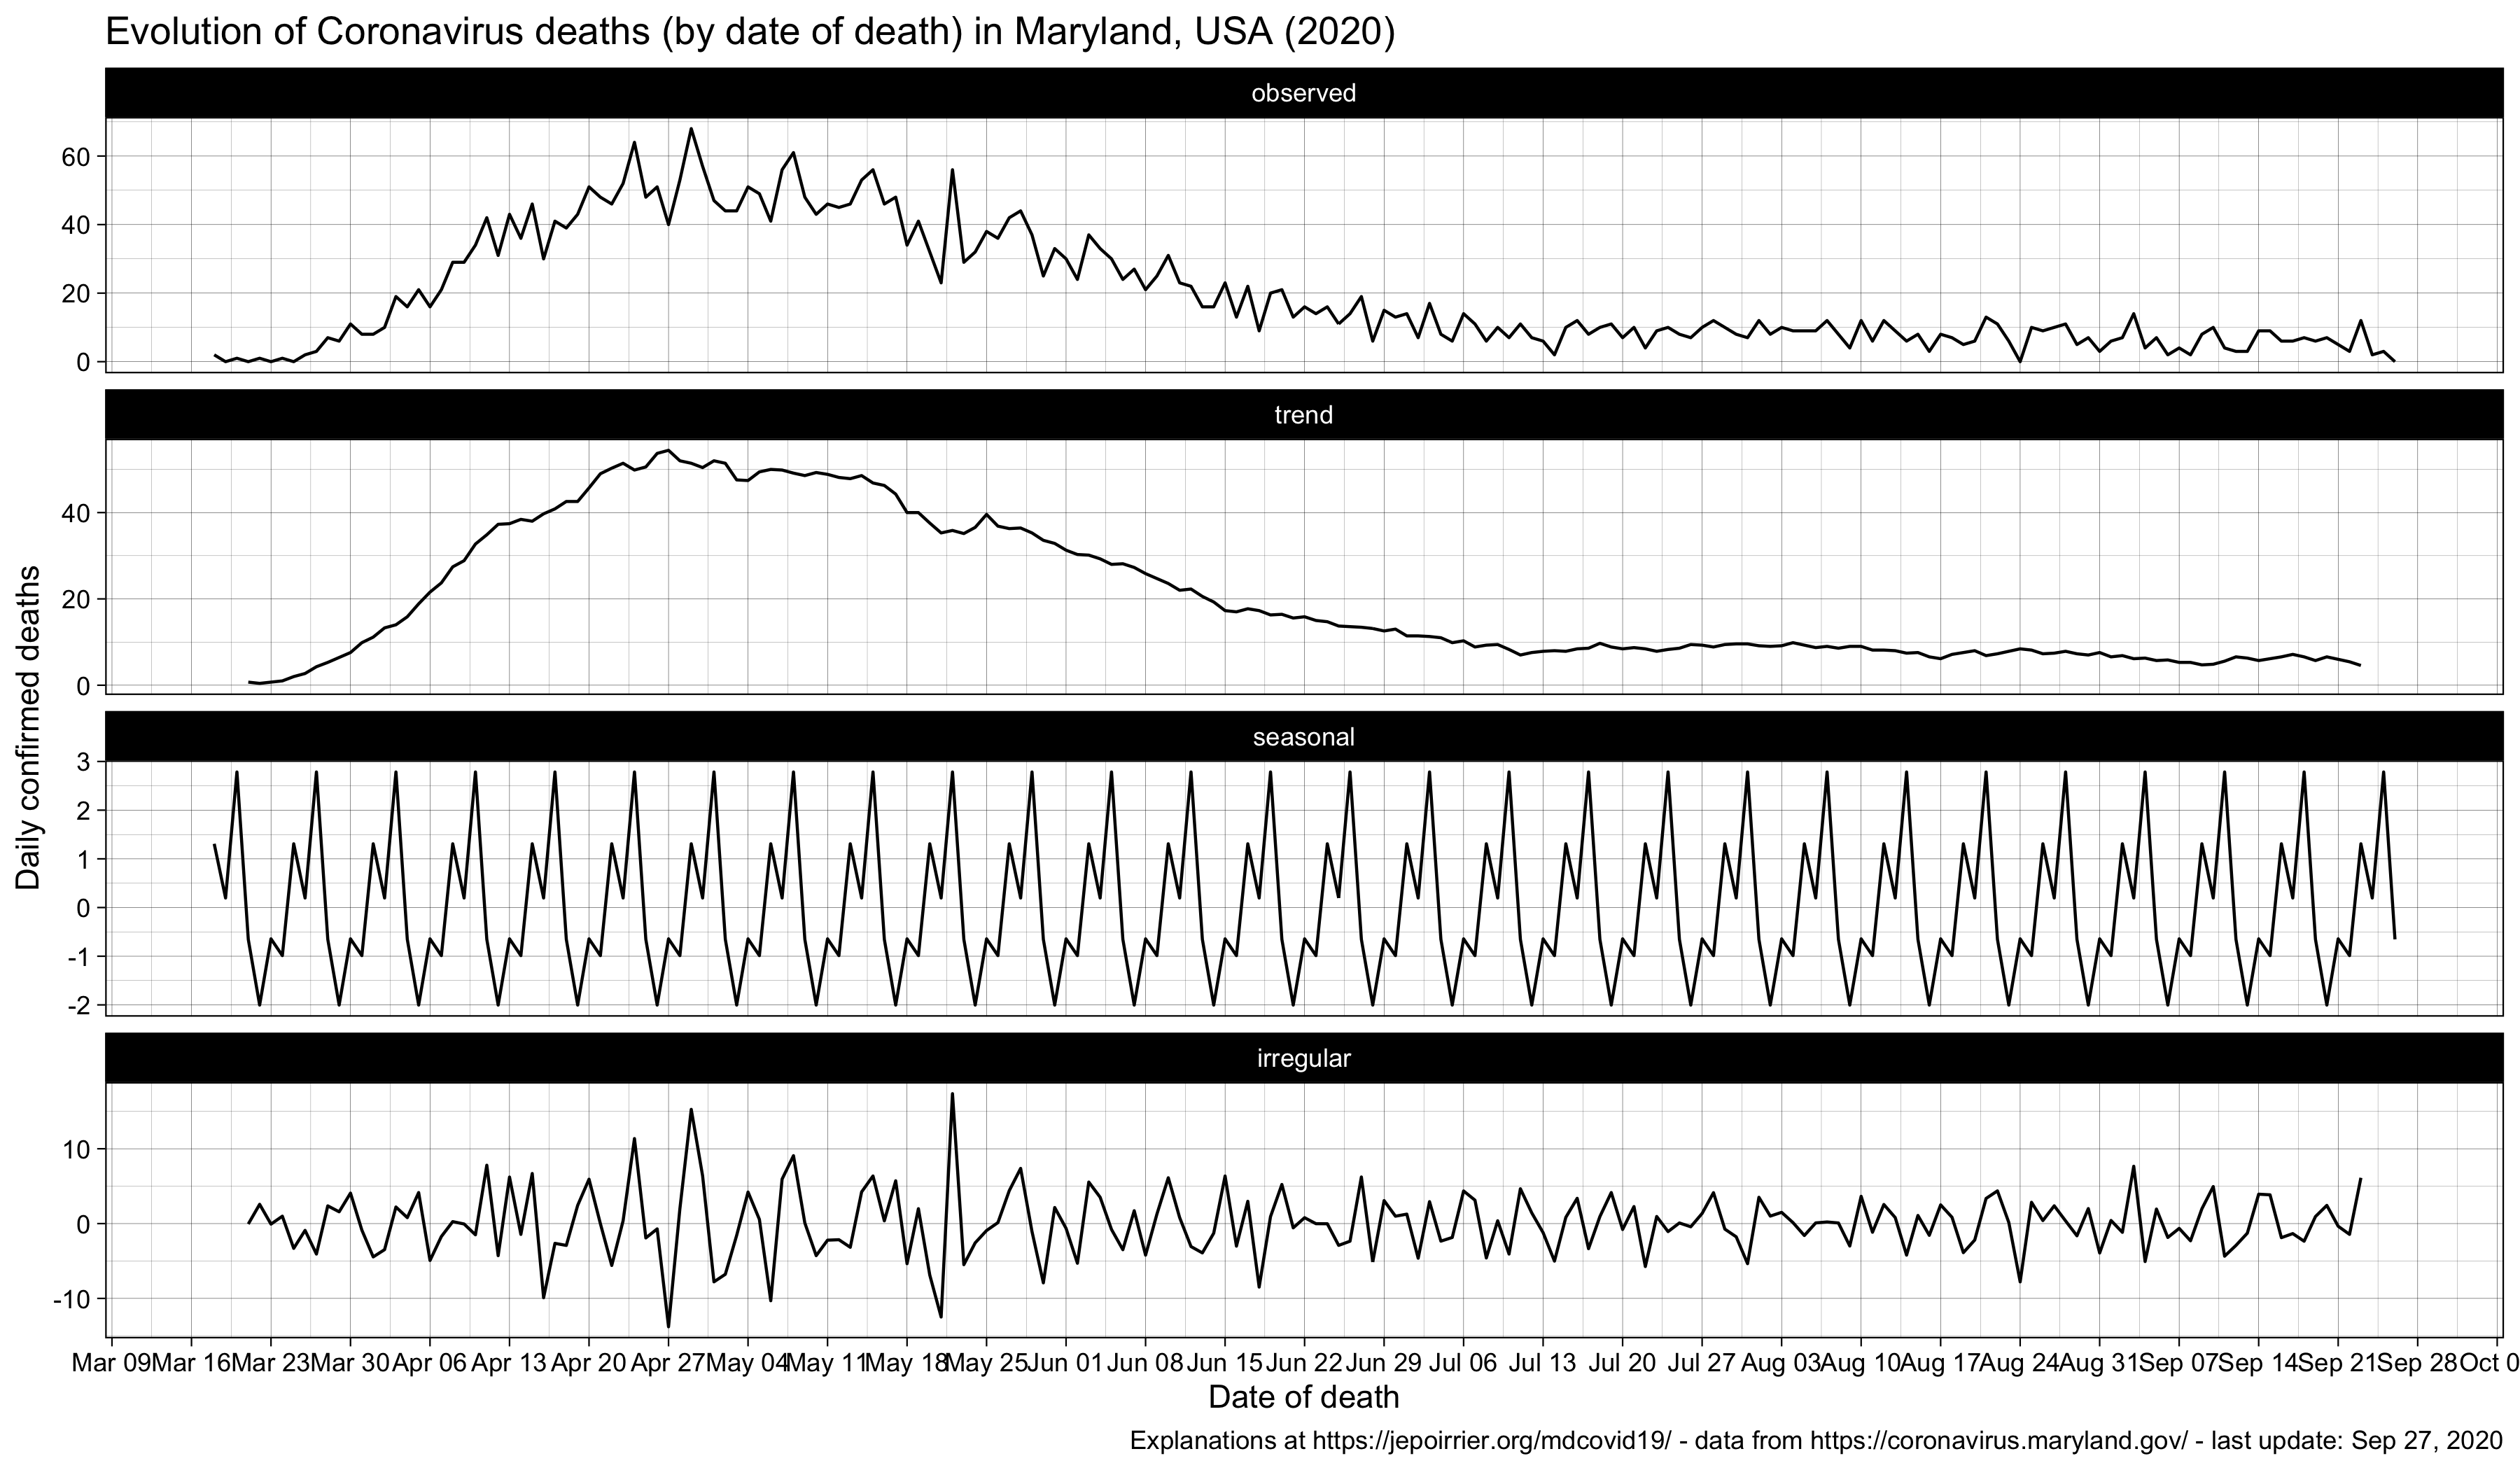 Evolution of Coronavirus deaths (by date of death) in Maryland, USA (2020)
observed
60
40
20
0
trend
40
20
0
seasonal
3
2
1
0
-1
-2
irregular
10
0
-10
Daily confirmed deaths
Mar 09 Mar 16 Mar 23 Mar 30 Apr 06 Apr 13 Apr 20 Apr 27 May 04 May 11 May 18 May 25 Jun 01 Jun 08 Jun 15 Jun 22 Jun 29 Jul 06 Jul 13 Jul 20 Jul 27 Aug 03 Aug 10 Aug 17 Aug 24 Aug 31 Sep 07 Sep 14 Sep 21 Sep 28 Oct 0
Date of death
Explanations at https://jepoirrier.org/mdcovid19/ - data from https://coronavirus.maryland.gov/ - last update: Sep 27, 2020